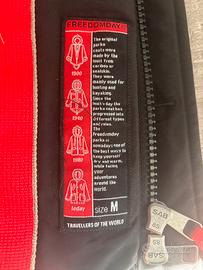 FREEDOMDAY
The original
parka
coats were
made by the
Inuit from
caribou or
sealskin.
They were
mainly used for
hunting and
kayaking.
Since the
Inuit's day the
parka coat has
progressed into
different types
and roles.
The
Freedomday
parka is
nowadays one of
the best ways to
keep yourself
dry and warm,
while facing
your
adventures
around the
world.
1900
1940
1980
today
size M
TRAVELLERS OF THE WORLD
SAB